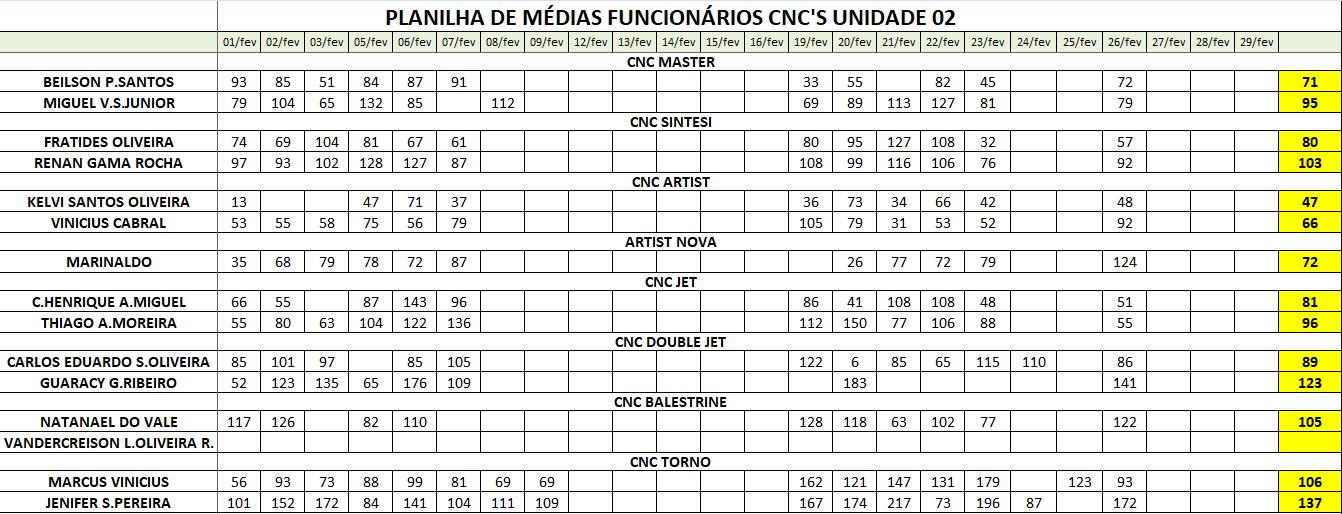 PLANILHA DE MÉDIAS FUNCIONÁRIOS CNC'S UNIDADE 02
01/fev 02/fev 03/fev 05/fev 06/fev 07/fev 08/fev 09/fev 12/fev 13/fev 14/fev 15/fev 16/fev 19/fev 20/fev 21/fev 22/fev 23/fev 24/fev 25/fev 26/fev 27/fev 28/fev 29/fev
CNC MASTER
BEILSON P.SANTOS 93 85 51 84 87 91 33 55 82 45 72 71
MIGUEL V.S.JUNIOR 79 104 65 132 85 112 69 89 113 127 81 79 95
CNC SINTESI
FRATIDES OLIVEIRA 74 69 104 81 67 61 80 95 127 108 32 57 80
RENAN GAMA ROCHA 97 93 102 128 127 87 108 99 116 106 76 92 103
CNC ARTIST
KELVI SANTOS OLIVEIRA 13 47 71 37 36 73 34 66 42 48 47
VINICIUS CABRAL 53 55 58 75 56 79 105 79 31 53 52 92 66
ARTIST NOVA
MARINALDO 35 68 79 78 72 87 26 77 72 79 124 72
CNC JET
C.HENRIQUE A.MIGUEL 66 55 87 143 96 86 41 108 108 48 51 81
THIAGO A.MOREIRA 55 80 63 104 122 136 112 150 77 106 88 55 96
CNC DOUBLE JET
CARLOS EDUARDO S.OLIVEIRA 85 101 97 85 105 122 6 85 65 115 110 86 89
GUARACY G.RIBEIRO 52 123 135 65 176 109 183 141 123
CNC BALESTRINE
NATANAEL DO VALE 117 126 82 110 128 118 63 102 77 122 105
VANDERCREISON L.OLIVEIRA R.
CNC TORNO
MARCUS VINICIUS 56 93 73 88 99 81 69 69 162 121 147 131 179 123 93 106
JENIFER S.PEREIRA 101 152 172 84 141 104 111 109 167 174 217 73 196 87 172 137